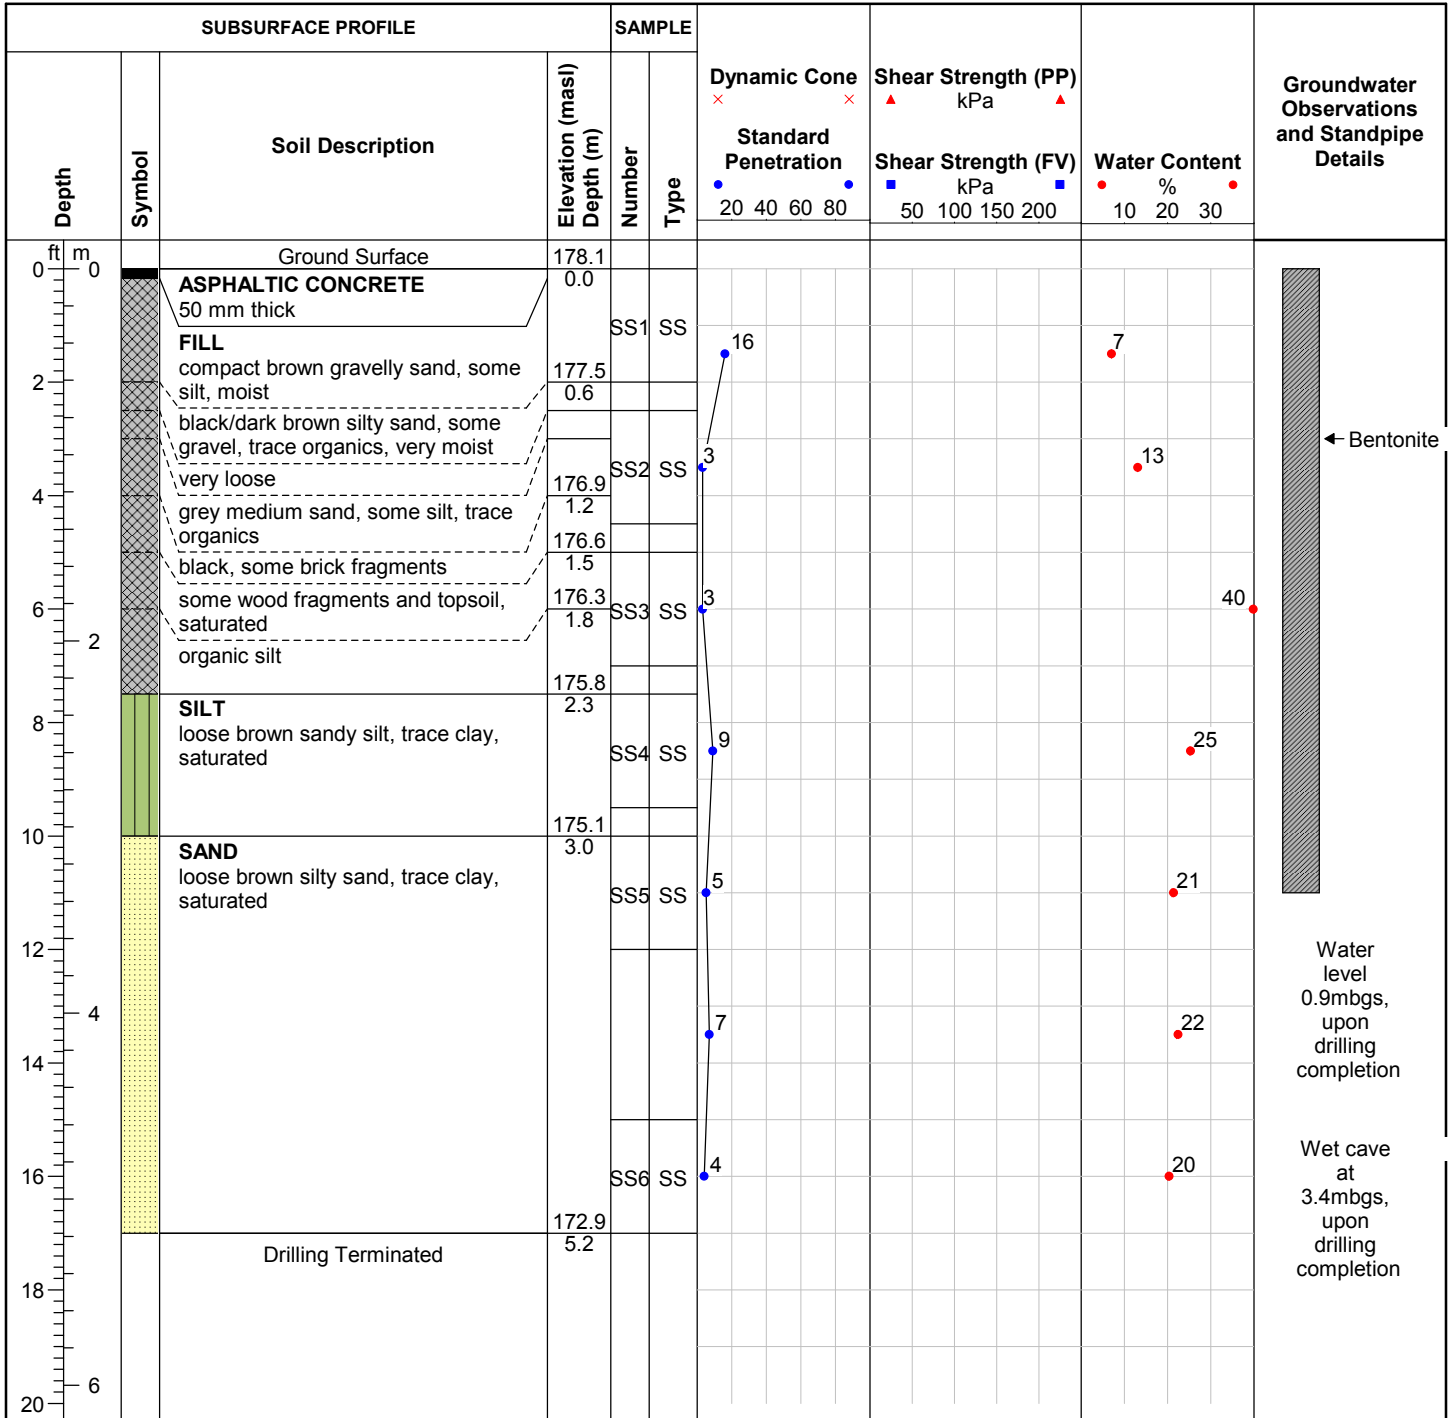 SUBSURFACE PROFILE
SAMPLE
Depth
Symbol
Soil Description
Elevation (masl)
Depth (m)
Number
Type
Dynamic Cone
Standard
Penetration
20 40 60 80
Shear Strength (PP)
kPa
Shear Strength (FV)
kPa
50 100 150 200
Water Content
%
10 20 30
Groundwater
Observations
and Standpipe
Details
ft m
Ground Surface
178.1
0 0
0.0
ASPHALTIC CONCRETE
50 mm thick
SS1 SS
16
7
FILL
compact brown gravelly sand, some
silt, moist
177.5
0.6
2
black/dark brown silty sand, some
gravel, trace organics, very moist
Bentonite
very loose
SS2 SS
3
13
176.9
1.2
4
grey medium sand, some silt, trace
organics
176.6
1.5
black, some brick fragments
some wood fragments and topsoil,
saturated
176.3
1.8
6
SS3 SS
3
40
2
organic silt
175.8
2.3
SILT
loose brown sandy silt, trace clay,
saturated
8
SS4 SS
9
25
175.1
3.0
10
SAND
loose brown silty sand, trace clay,
saturated
SS5 SS
5
21
12
4
7
22
Water
level
0.9mbgs,
upon
drilling
completion
14
16
SS6 SS
4
20
Wet cave
at
3.4mbgs,
upon
drilling
completion
172.9
5.2
Drilling Terminated
18
6
20